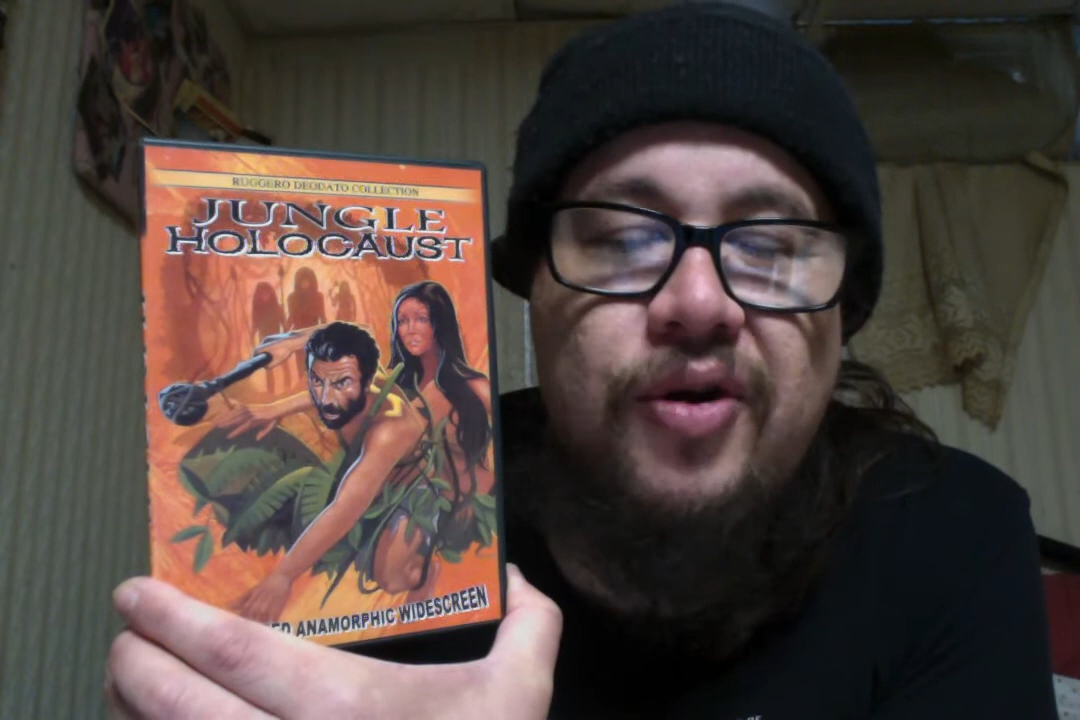 RUGGERO DEODATO COLLECTION
JUNGLE
HOLOCAUST
ANAMORPHIC WIDESCREEN